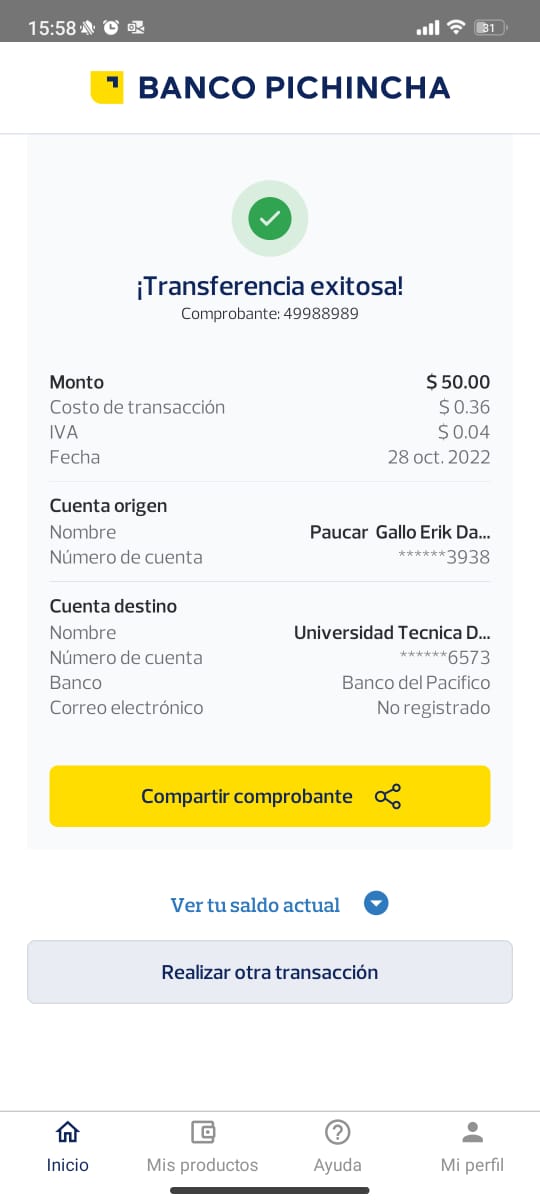 15:58
31
BANCO PICHINCHA
¡Transferencia exitosa!
Comprobante: 49988989
Monto $ 50.00
Costo de transacción $ 0.36
IVA $ 0.04
Fecha 28 oct. 2022
Cuenta origen
Nombre Paucar Gallo Erik Da...
Número de cuenta ******3938
Cuenta destino
Nombre Universidad Tecnica D...
Número de cuenta ******6573
Banco Banco del Pacifico
Correo electrónico No registrado
Compartir comprobante
Ver tu saldo actual
Realizar otra transacción
Inicio Mis productos Ayuda Mi perfil